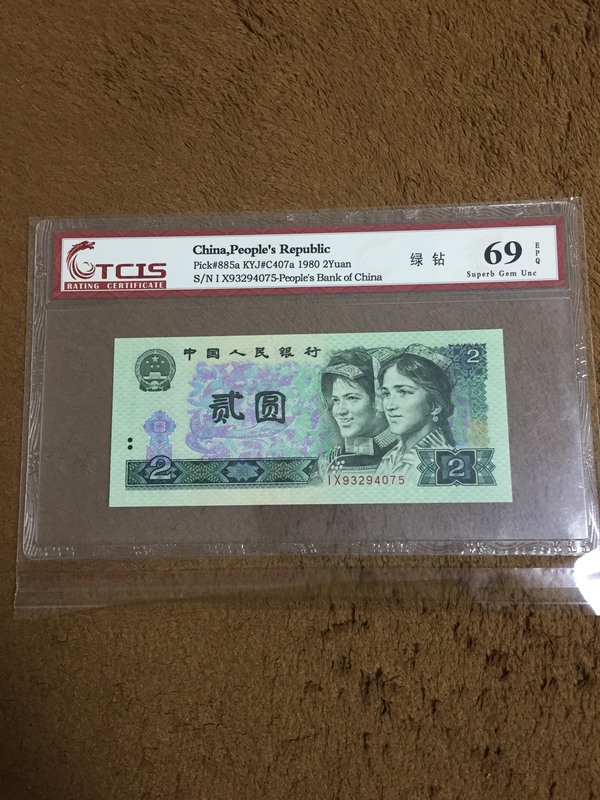 TCIS
RATING CERTIFICATE
China,People's Republic
Pick#885a KYJ#C407a 1980 2Yuan
S/N I X93294075-People's Bank of China
绿 钻
69
EPQ
Superb Gem Unc
中国人民银行
2
贰圆
2
2
IX93294075